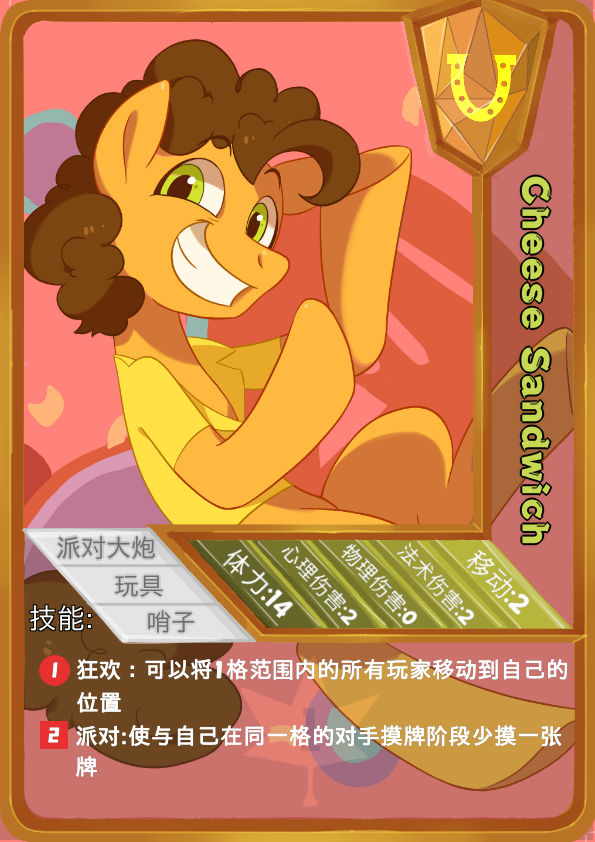 Cheese Sandwich
派对大炮
玩具
哨子
体力:14
心理伤害:2
物理伤害:0
法术伤害:2
移动:2
技能:
1 狂欢：可以将1格范围内的所有玩家移动到自己的
位置
2 派对:使与自己在同一格的对手摸牌阶段少摸一张
牌